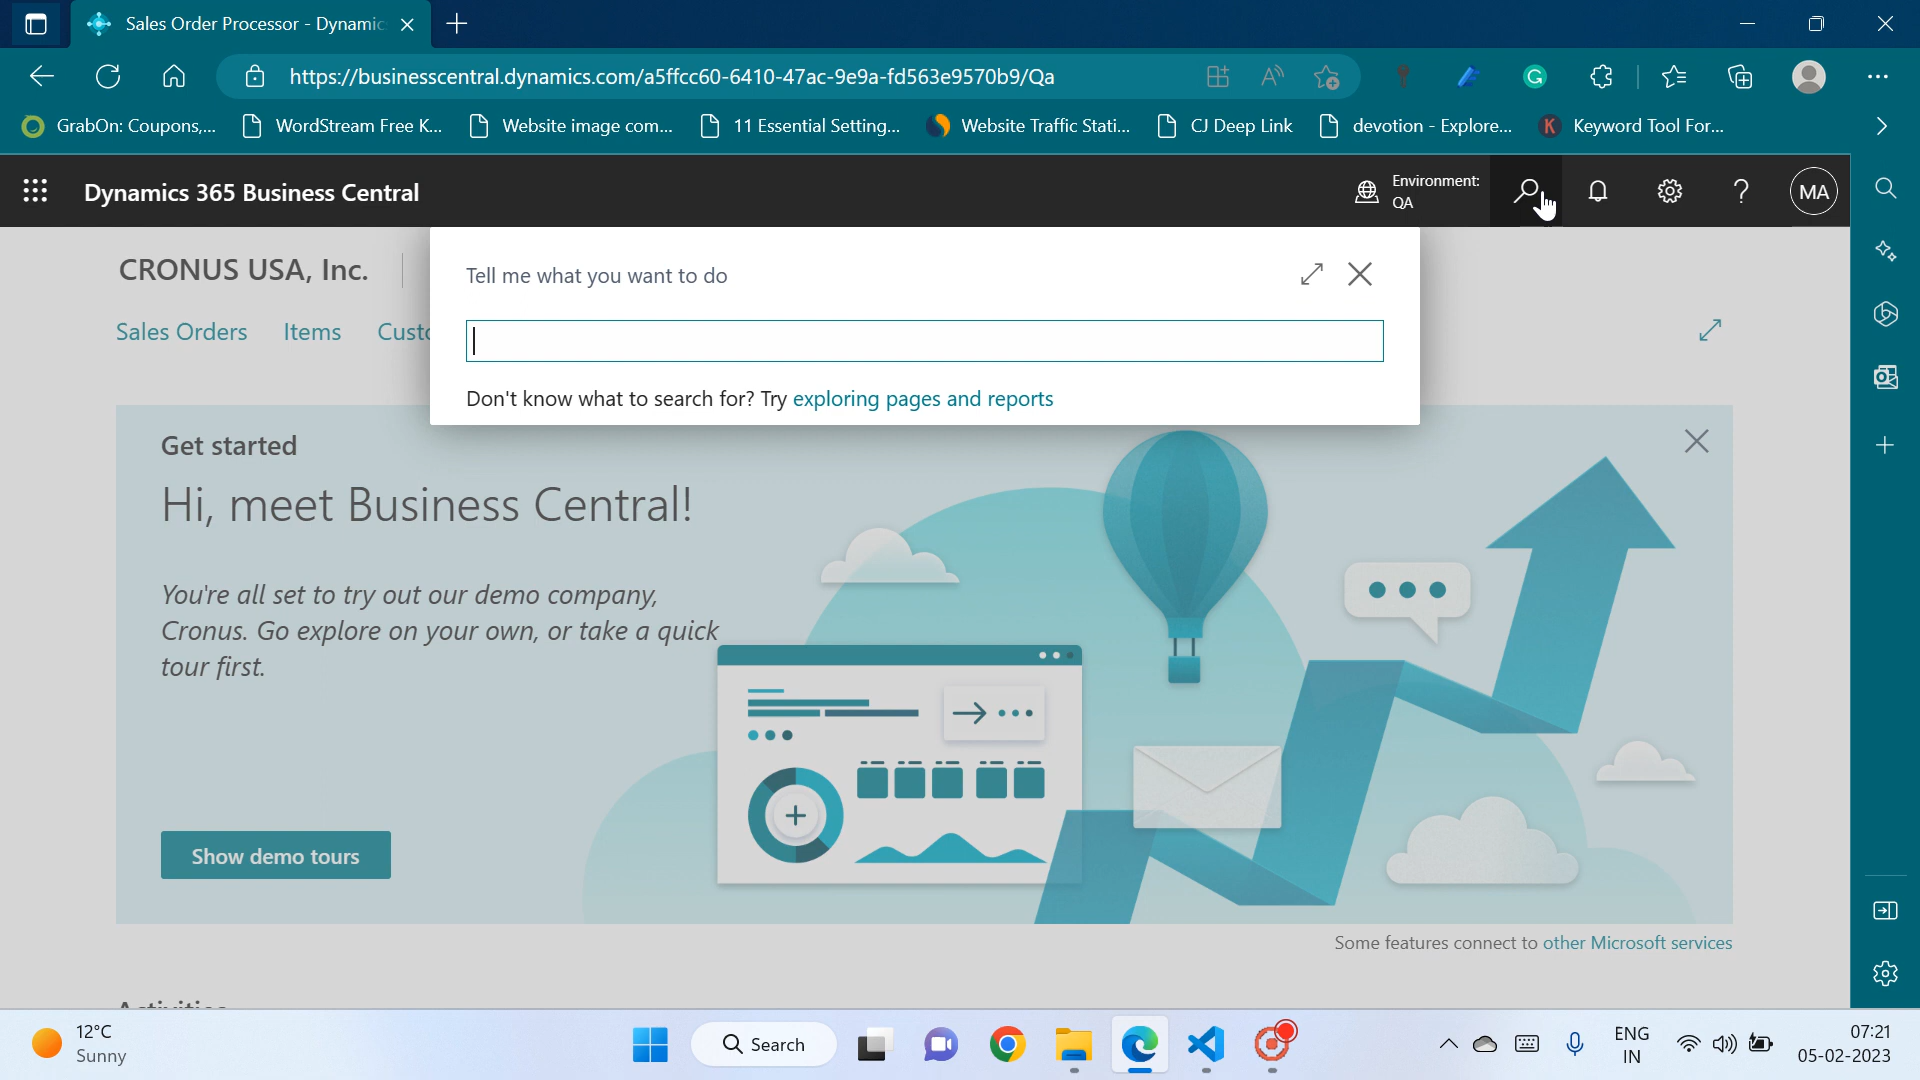 Sales Order Processor - Dynamic
https://businesscentral.dynamics.com/a5ffcc60-6410-47ac-9e9a-fd563e9570b9/Qa
GrabOn: Coupons,...
WordStream Free K...
Website image com...
11 Essential Setting...
Website Traffic Stati...
CJ Deep Link
devotion - Explore...
K
Keyword Tool For...
Dynamics 365 Business Central
Environment:
QA
MA
CRONUS USA, Inc.
Tell me what you want to do
Sales Orders
Items
Custo
Don't know what to search for? Try exploring pages and reports
Get started
Hi, meet Business Central!
You're all set to try out our demo company,
Cronus. Go explore on your own, or take a quick
tour first.
Show demo tours
Some features connect to other Microsoft services
Activities
12°C
Sunny
Search
ENG
IN
07:21
05-02-2023